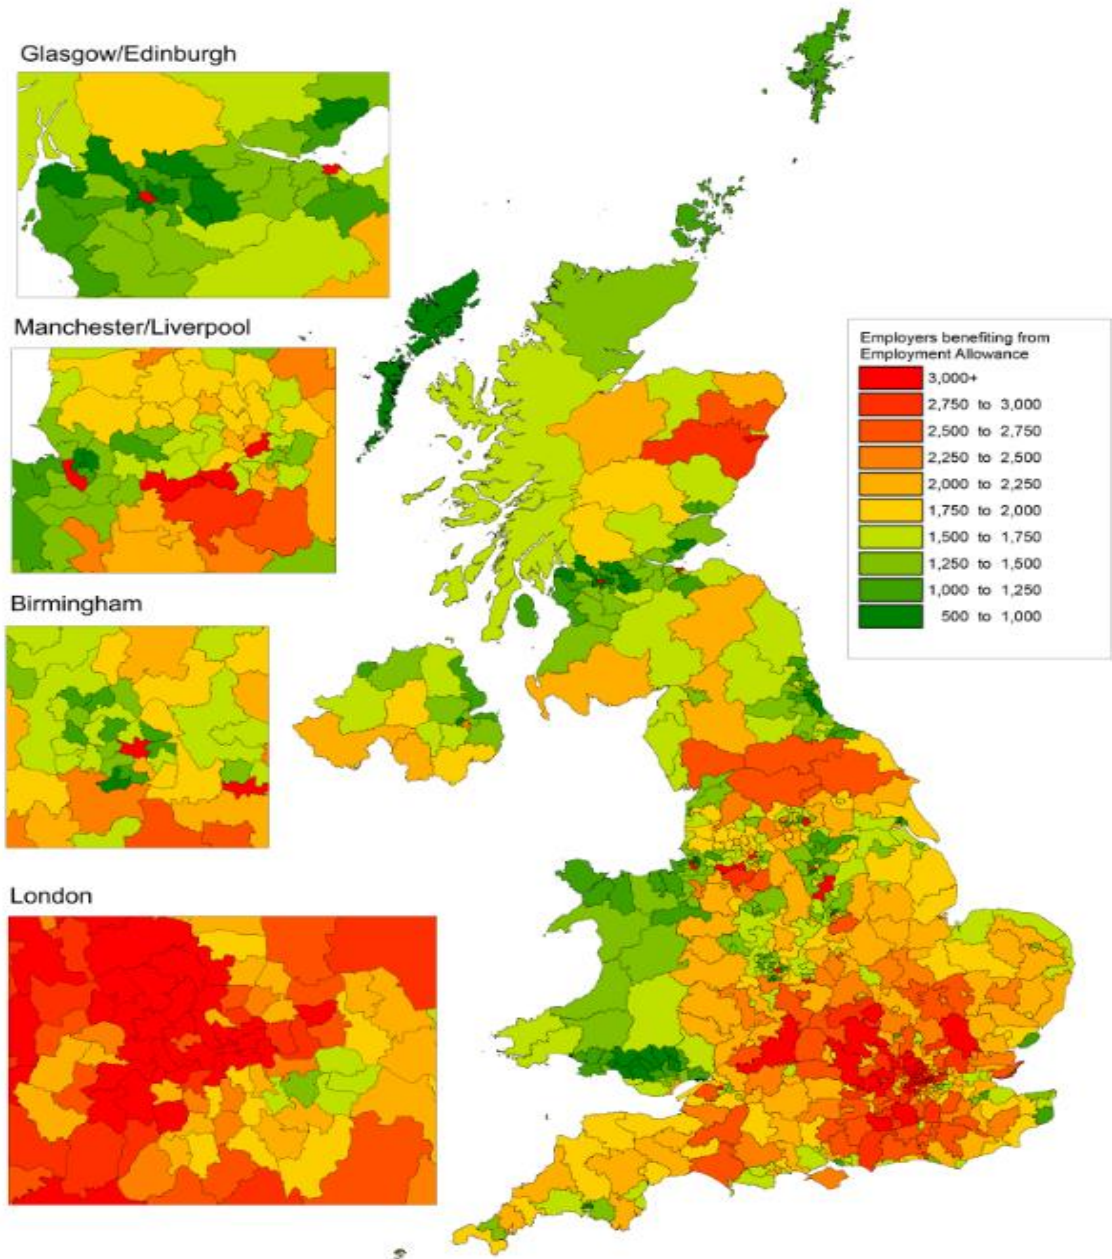 Glasgow/Edinburgh
Manchester/Liverpool
Birmingham
London
Employers benefiting from
Employment Allowance
3,000+
2,750 to 3,000
2,500 to 2,750
2,250 to 2,500
2,000 to 2,250
1,750 to 2,000
1,500 to 1,750
1,250 to 1,500
1,000 to 1,250
500 to 1,000